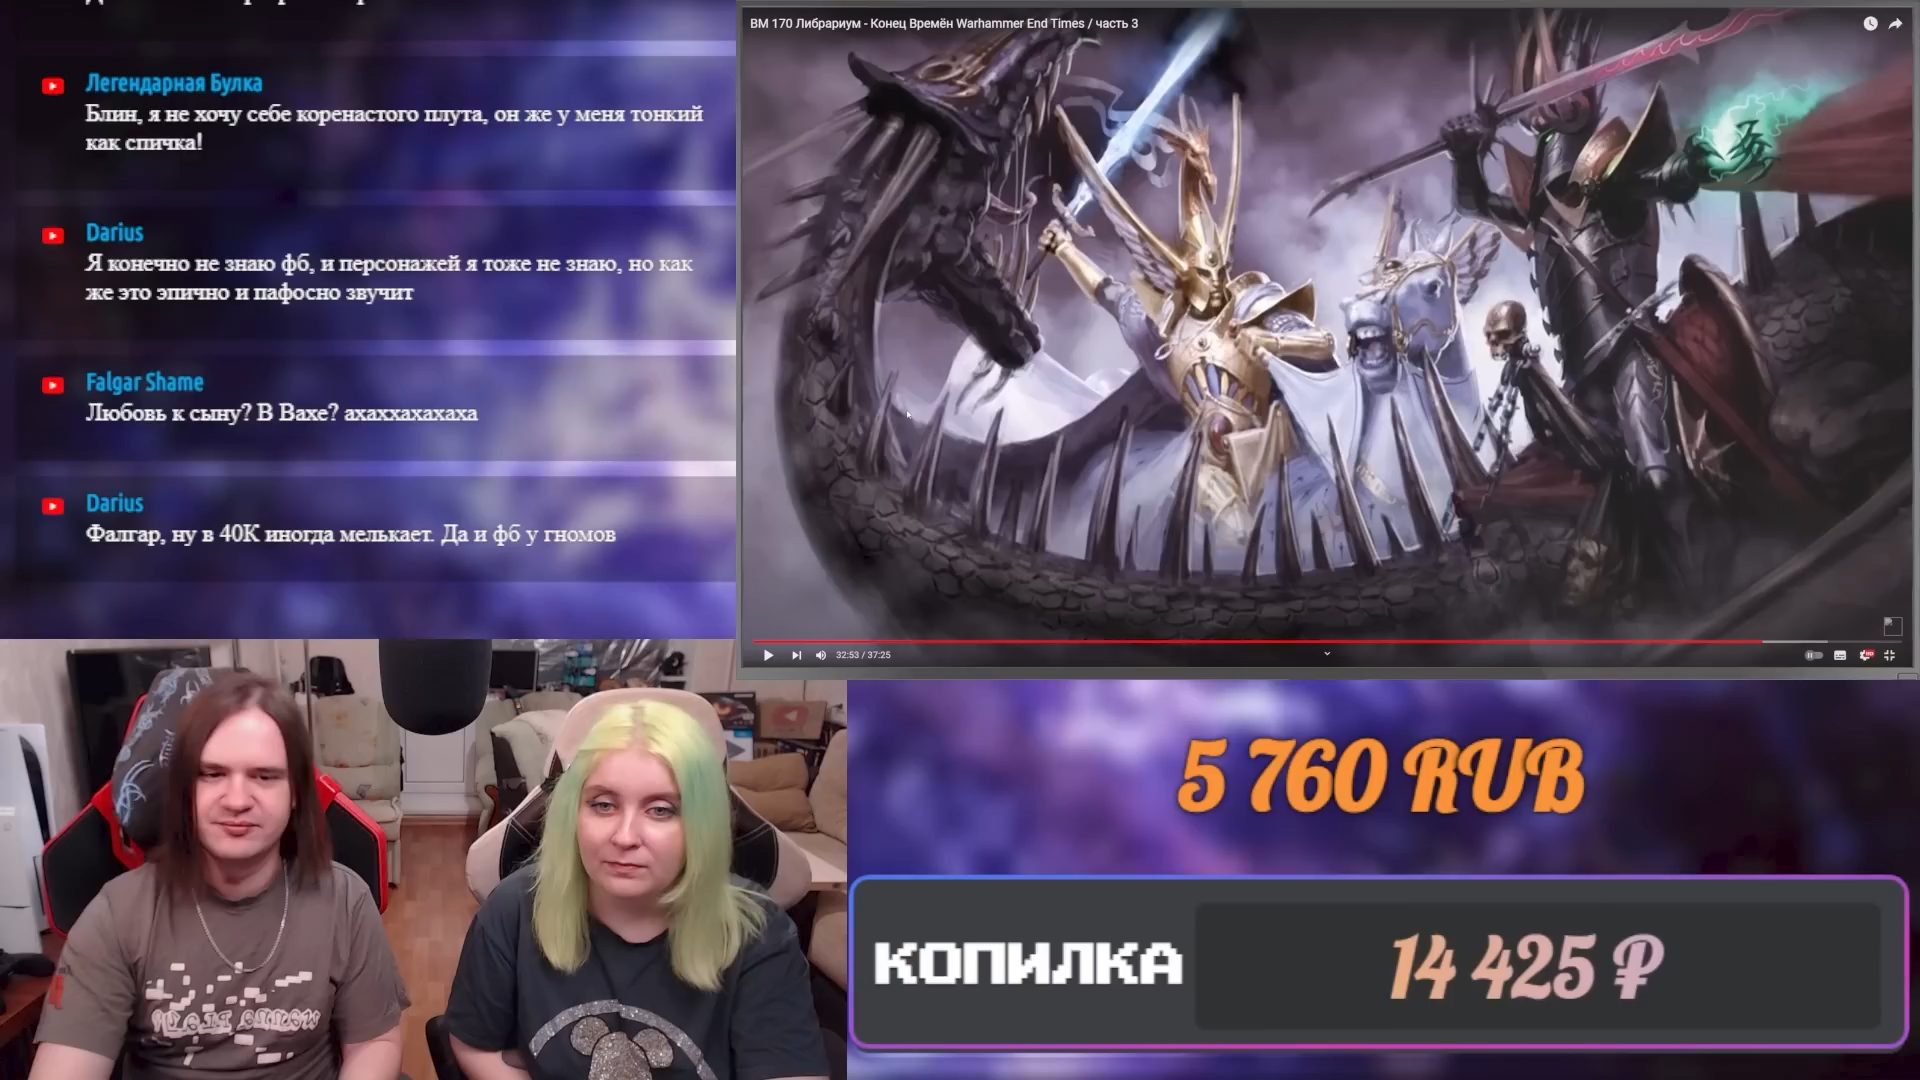 Легендарная Булка
Блин, я не хочу себе коренастого плута, он же у меня тонкий
как спичка!
Darius
Я конечно не знаю фб, и персонажей я тоже не знаю, но как
же это эпично и пафосно звучит
Falgar Shame
Любовь к сыну? В Вахе? ахаххахахаха
Darius
Фалгар, ну в 40К иногда мелькает. Да и фб у гномов
ВМ 170 Либрариум - Конец Времён Warhammer End Times / часть 3
32:53 / 37:25
5 760 RUB
КОПИЛКА
14 425 ₽